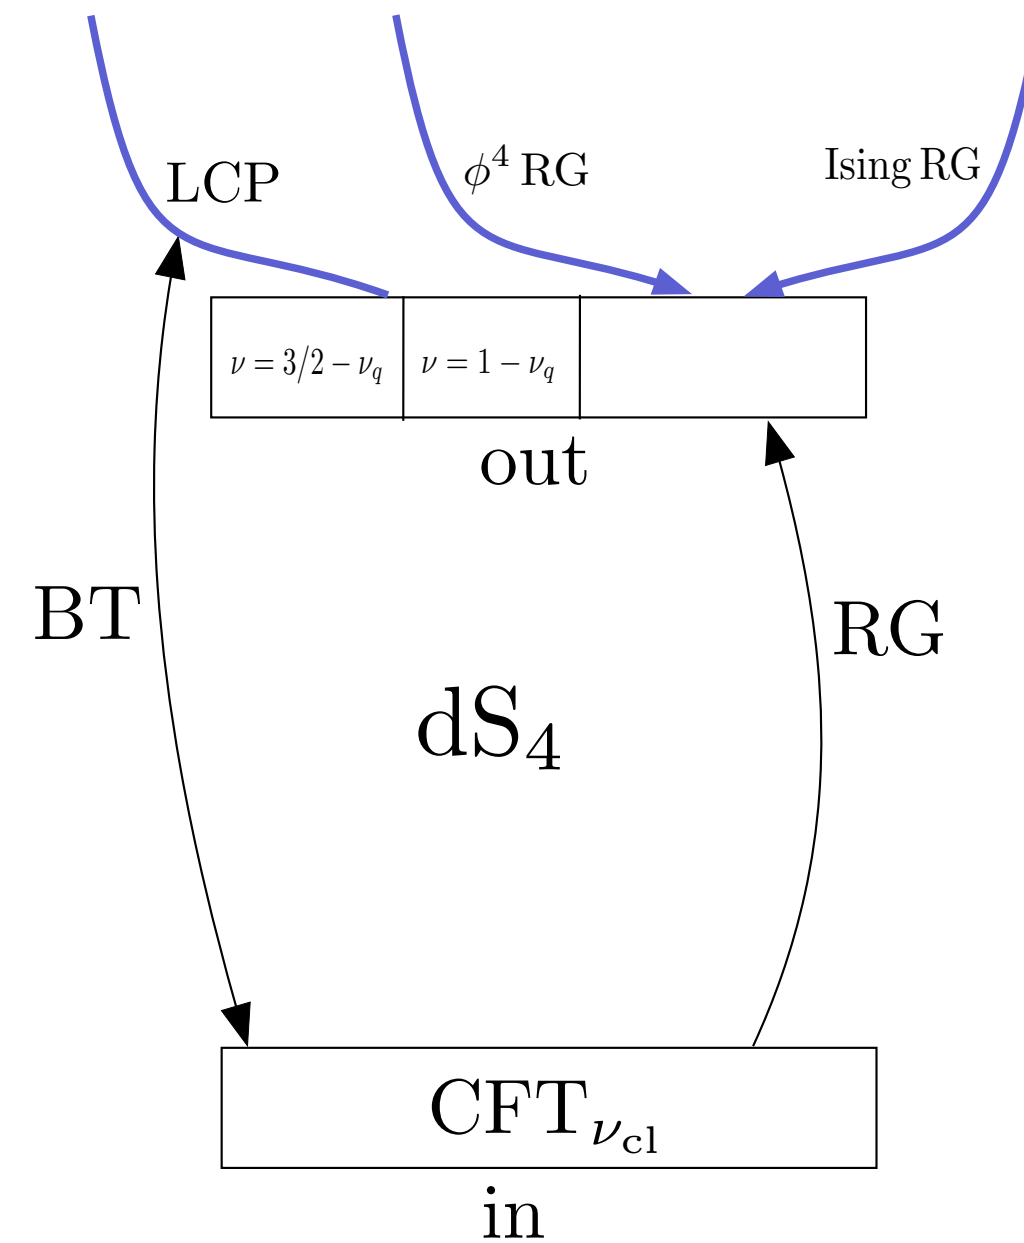 LCP
ϕ⁴ RG
Ising RG
ν = 3/2 − ν_q
ν = 1 − ν_q
out
BT
RG
dS₄
CFT_ν_cl
in